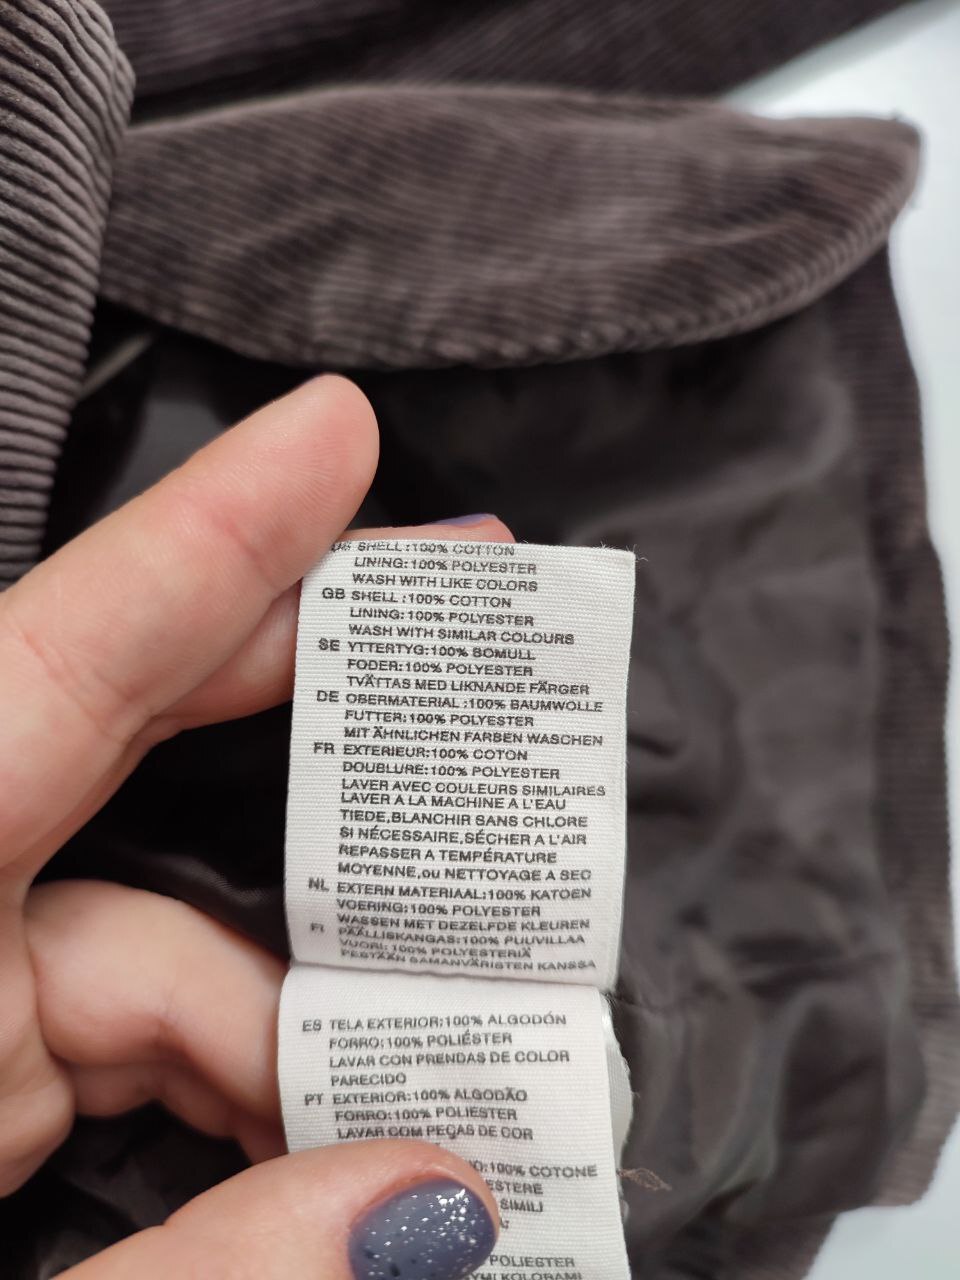 SHELL :100% COTTON
LINING: 100% POLYESTER
WASH WITH LIKE COLORS
GB SHELL :100% COTTON
LINING: 100% POLYESTER
WASH WITH SIMILAR COLOURS
SE YTTERTYG:100% BOMULL
FODER:100% POLYESTER
TVÄTTAS MED LIKNANDE FÄRGER
DE OBERMATERIAL :100% BAUMWOLLE
FUTTER:100% POLYESTER
MIT ÄHNLICHEN FARBEN WASCHEN
FR EXTERIEUR:100% COTON
DOUBLURE:100% POLYESTER
LAVER AVEC COULEURS SIMILAIRES
LAVER A LA MACHINE A L'EAU
TIEDE,BLANCHIR SANS CHLORE
SI NÉCESSAIRE,SÉCHER A L'AIR
REPASSER A TEMPÉRATURE
MOYENNE,ou NETTOYAGE A SEC
NL EXTERN MATERIAAL:100% KATOEN
VOERING:100% POLYESTER
WASSEN MET DEZELFDE KLEUREN
FI PÄÄLLISKANGAS:100% PUUVILLAA
VUORI: 100% POLYESTERIÄ
PESTÄÄN SAMANVÄRISTEN KANSSA
ES TELA EXTERIOR:100% ALGODÓN
FORRO:100% POLIÉSTER
LAVAR CON PRENDAS DE COLOR
PARECIDO
PT EXTERIOR:100% ALGODÃO
FORRO:100% POLIESTER
LAVAR COM PEÇAS DE COR
:100% COTONE
SIMILI
POLIESTER
KOLORAMI